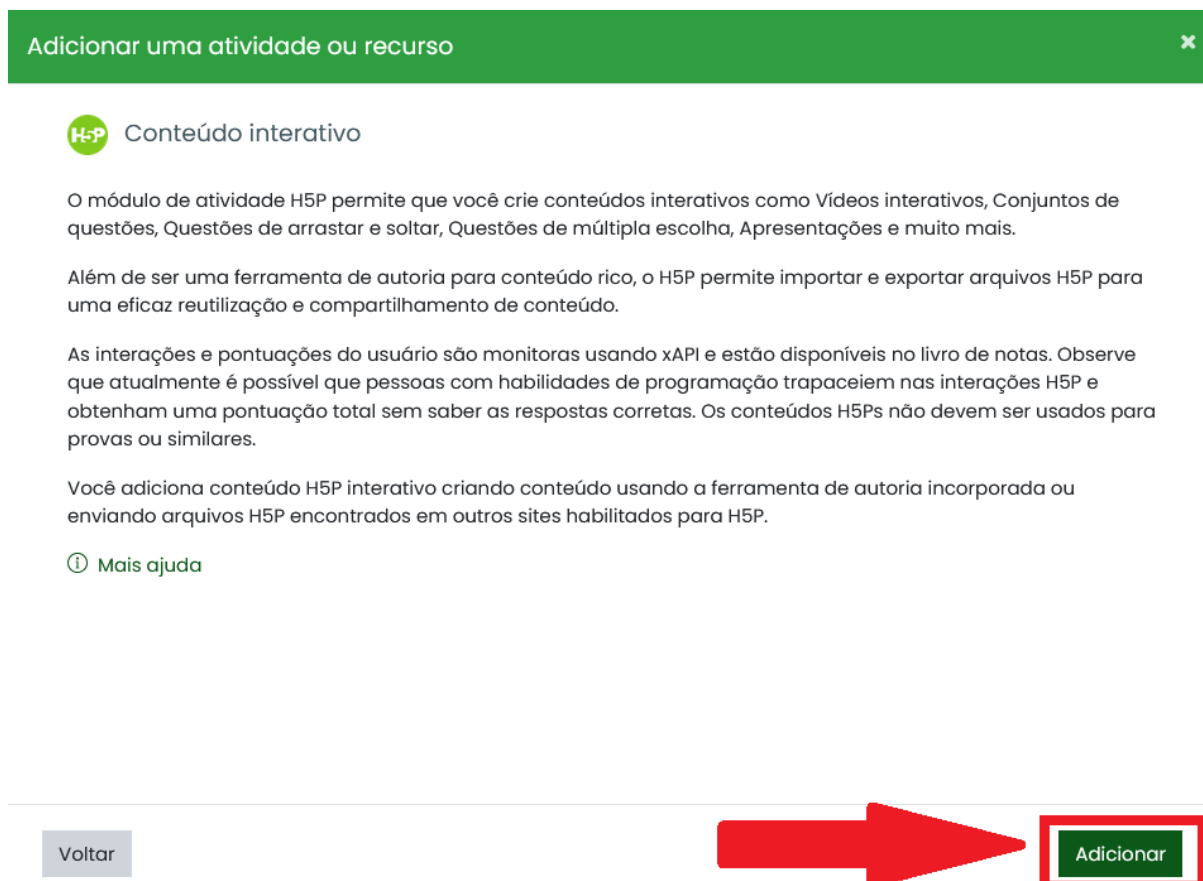 Adicionar uma atividade ou recurso
×
H5P Conteúdo interativo
O módulo de atividade H5P permite que você crie conteúdos interativos como Vídeos interativos, Conjuntos de
questões, Questões de arrastar e soltar, Questões de múltipla escolha, Apresentações e muito mais.
Além de ser uma ferramenta de autoria para conteúdo rico, o H5P permite importar e exportar arquivos H5P para
uma eficaz reutilização e compartilhamento de conteúdo.
As interações e pontuações do usuário são monitoras usando xAPI e estão disponíveis no livro de notas. Observe
que atualmente é possível que pessoas com habilidades de programação trapaceiem nas interações H5P e
obtenham uma pontuação total sem saber as respostas corretas. Os conteúdos H5Ps não devem ser usados para
provas ou similares.
Você adiciona conteúdo H5P interativo criando conteúdo usando a ferramenta de autoria incorporada ou
enviando arquivos H5P encontrados em outros sites habilitados para H5P.
Mais ajuda
Voltar
Adicionar